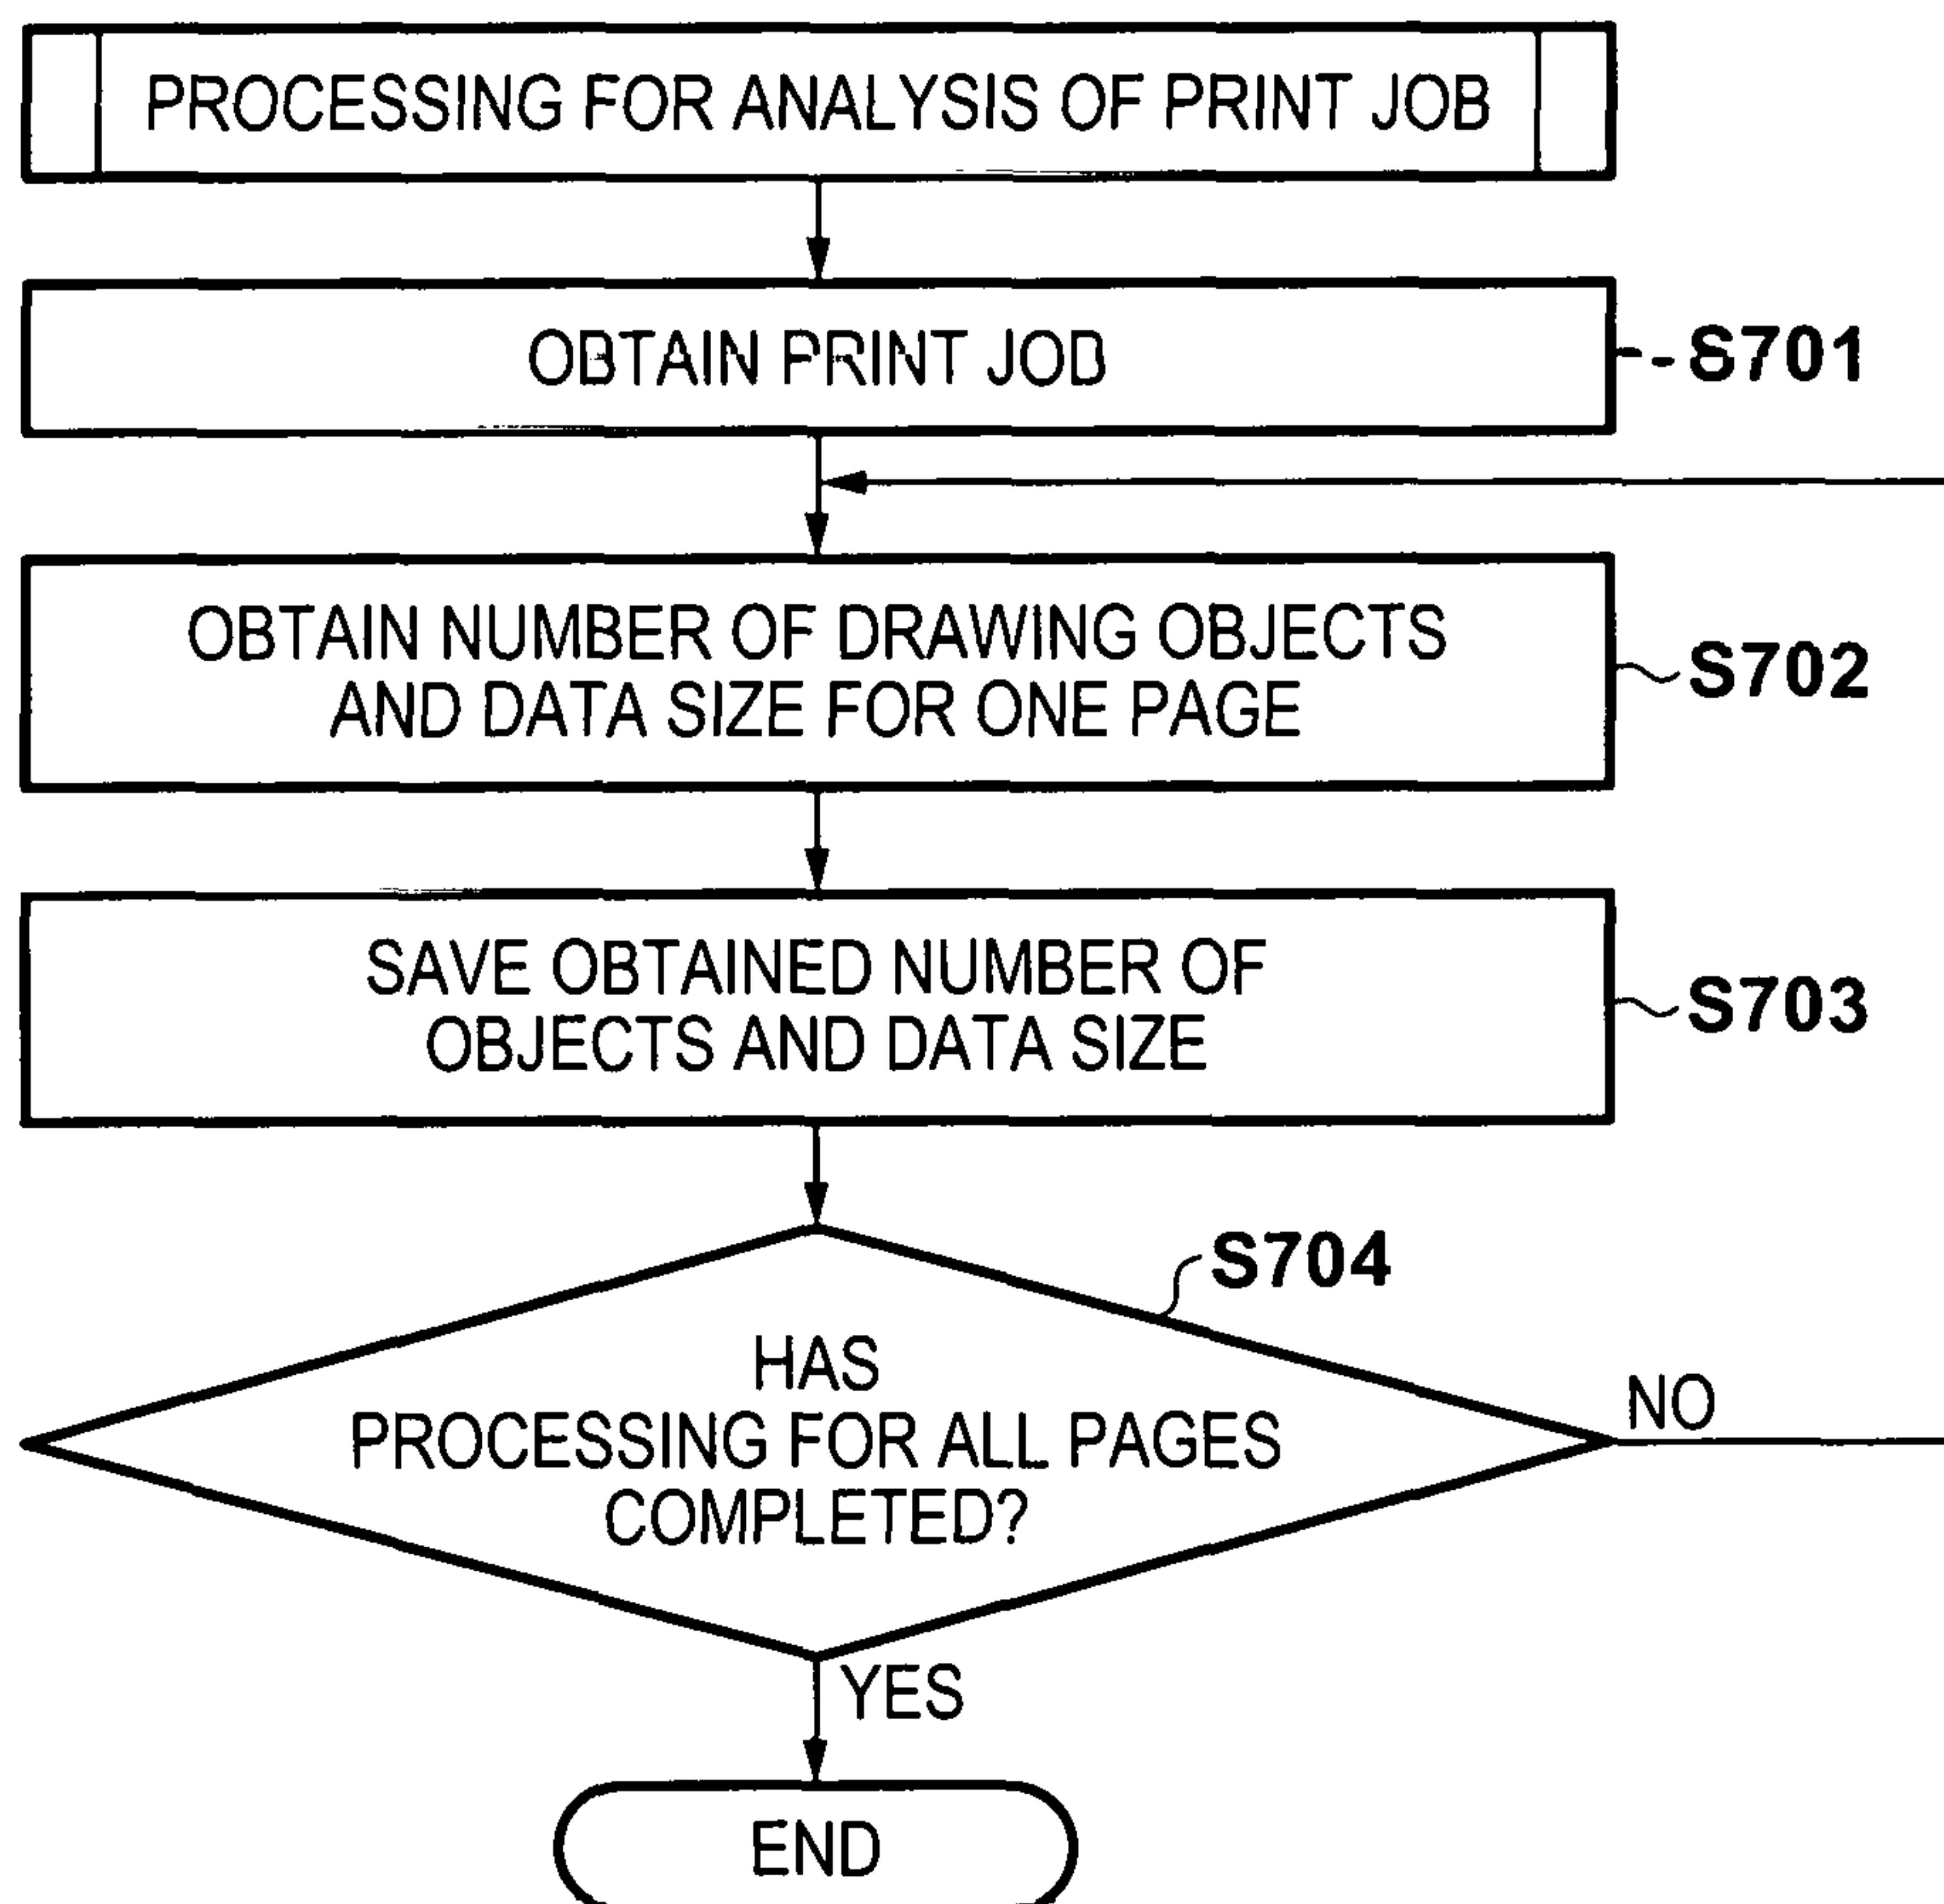 PROCESSING FOR ANALYSIS OF PRINT JOB
OBTAIN PRINT JOB
S701
OBTAIN NUMBER OF DRAWING OBJECTS
AND DATA SIZE FOR ONE PAGE
S702
SAVE OBTAINED NUMBER OF
OBJECTS AND DATA SIZE
S703
S704
HAS
PROCESSING FOR ALL PAGES
COMPLETED?
NO
YES
END